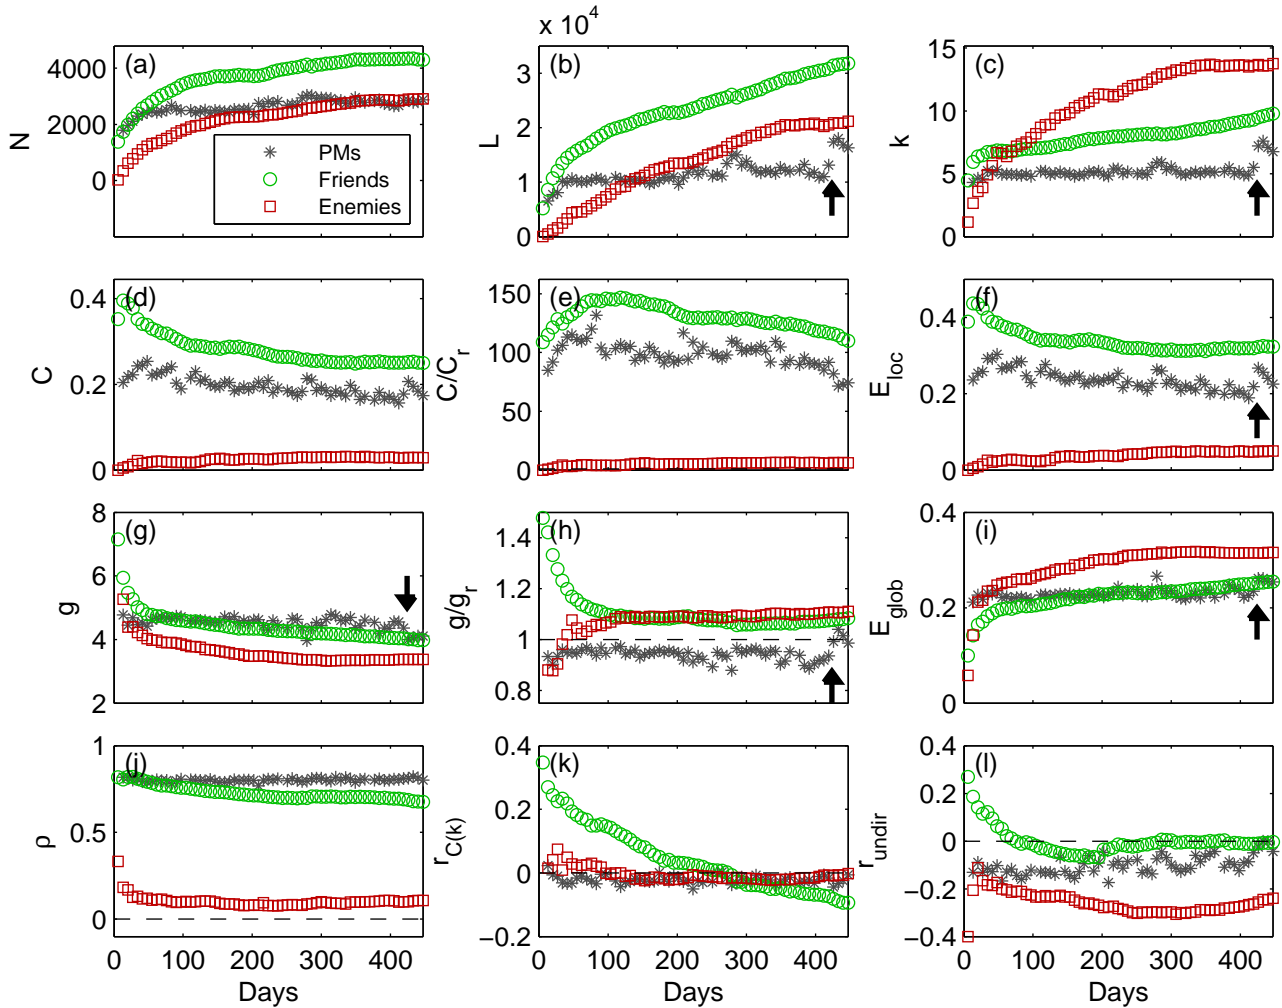 x 10⁴
(a)
4000
2000
0
N
PMs
Friends
Enemies
(b)
3
2
1
0
L
(c)
15
10
5
0
k
(d)
0.4
0.2
0
C
(e)
150
100
50
0
C/C_r
(f)
0.4
0.2
0
E_loc
(g)
8
6
4
2
g
(h)
1.4
1.2
1
0.8
g/g_r
(i)
0.4
0.2
0
E_glob
(j)
1
0.5
0
ρ
0 100 200 300 400
Days
(k)
0.4
0.2
0
−0.2
r_C(k)
0 100 200 300 400
Days
(l)
0.4
0.2
0
−0.2
−0.4
r_undir
0 100 200 300 400
Days